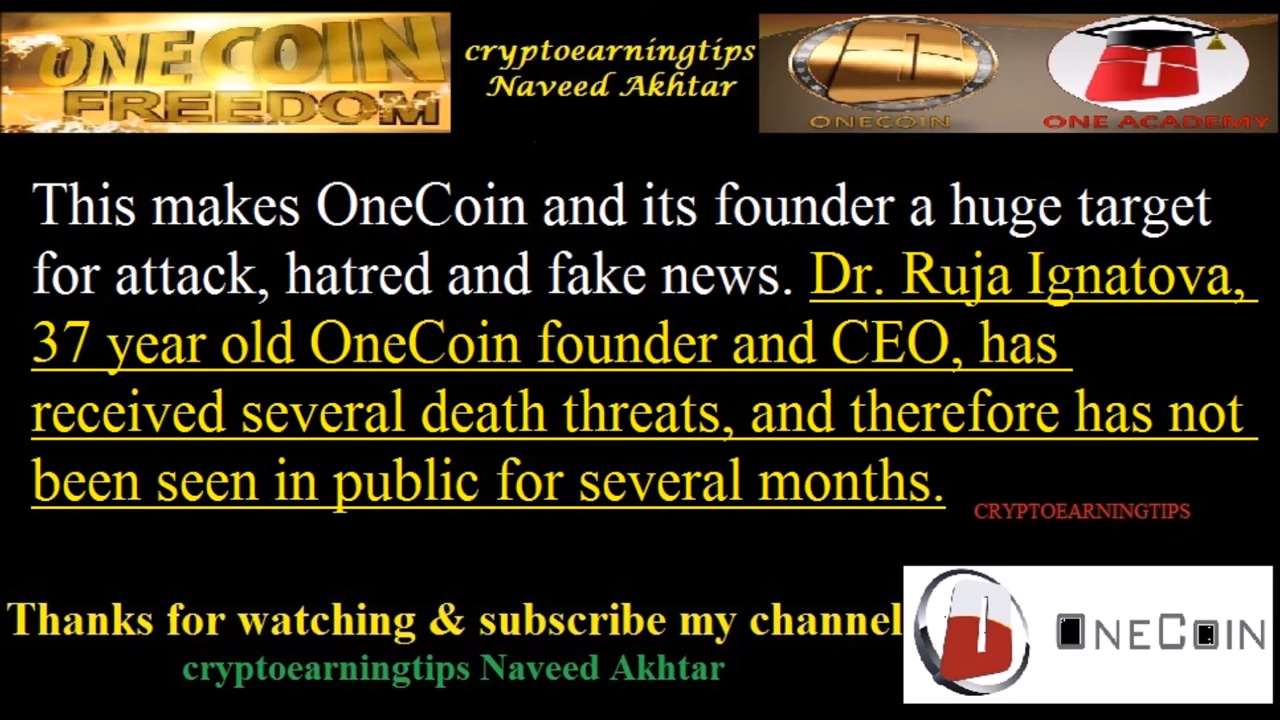 ONE COIN
FREEDOM
cryptoearningtips
Naveed Akhtar
ONECOIN
ONE ACADEMY
This makes OneCoin and its founder a huge target
for attack, hatred and fake news. Dr. Ruja Ignatova,
37 year old OneCoin founder and CEO, has
received several death threats, and therefore has not
been seen in public for several months.
CRYPTOEARNINGTIPS
Thanks for watching & subscribe my channel
cryptoearningtips Naveed Akhtar
ONECOIN